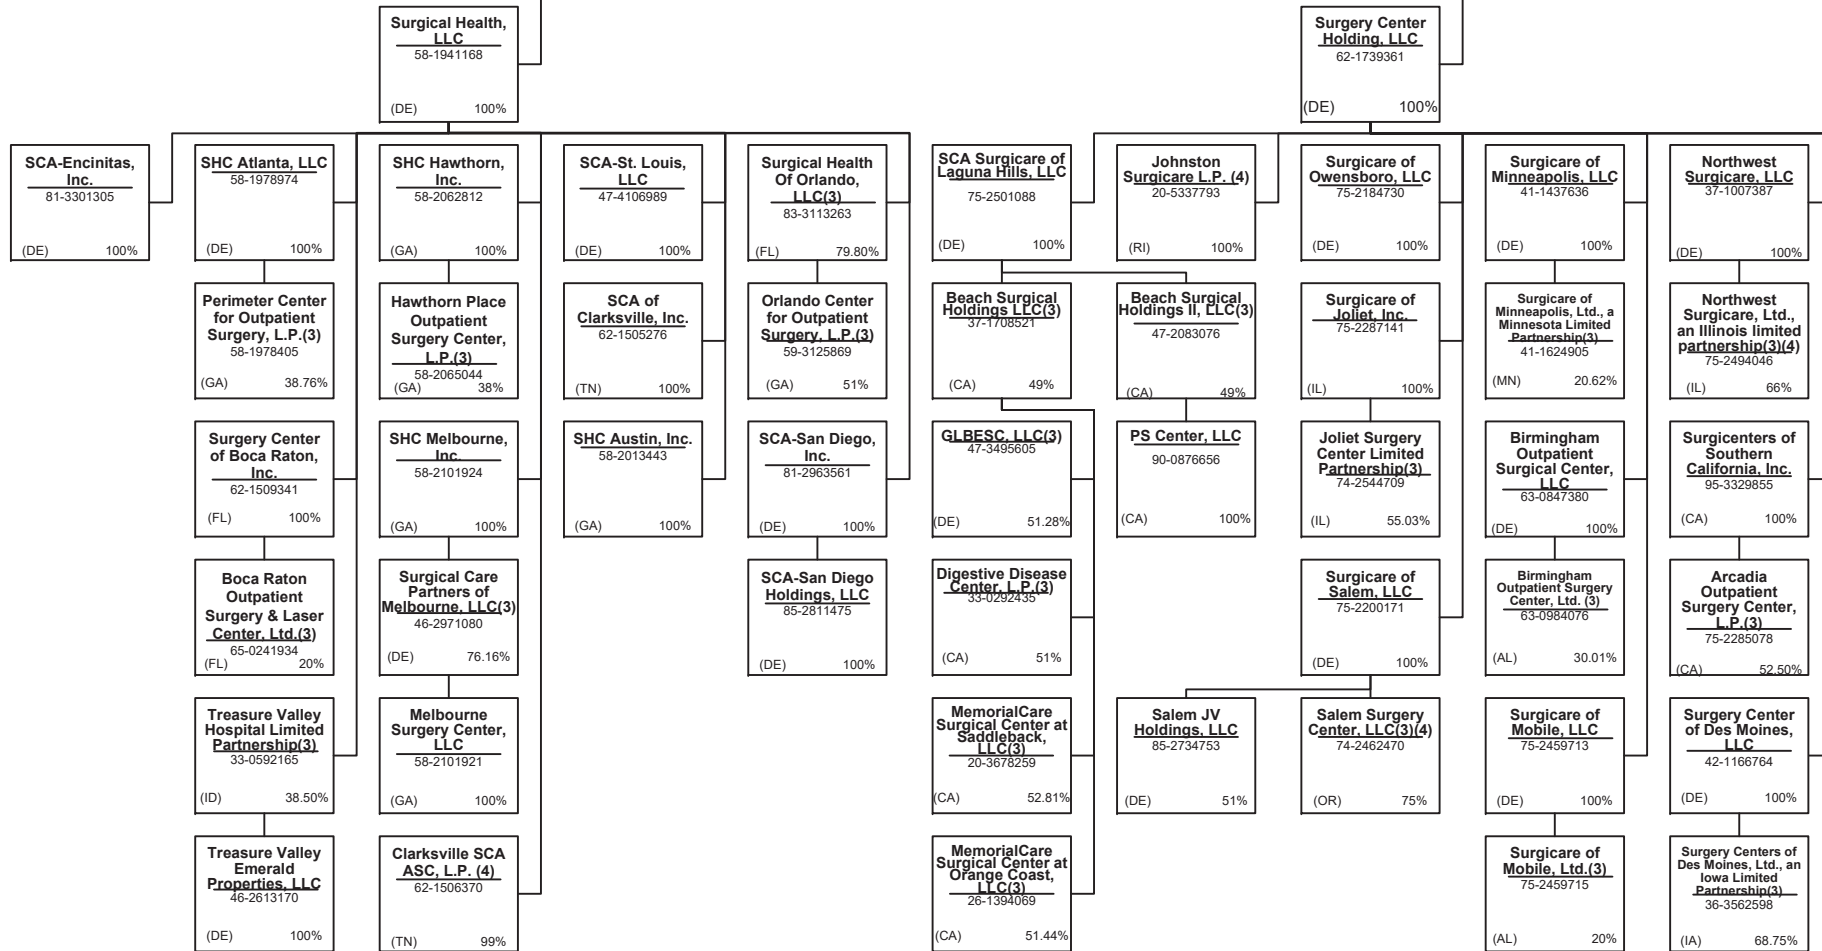 Surgical Health,
LLC
58-1941168
(DE) 100%
Surgery Center
Holding, LLC
62-1739361
(DE) 100%
SCA-Encinitas,
Inc.
81-3301305
(DE) 100%
SHC Atlanta, LLC
58-1978974
(DE) 100%
SHC Hawthorn,
Inc.
58-2062812
(GA) 100%
SCA-St. Louis,
LLC
47-4106989
(DE) 100%
Surgical Health
Of Orlando,
LLC(3)
83-3113263
(FL) 79.80%
SCA Surgicare of
Laguna Hills, LLC
75-2501088
(DE) 100%
Johnston
Surgicare L.P. (4)
20-5337793
(RI) 100%
Surgicare of
Owensboro, LLC
75-2184730
(DE) 100%
Surgicare of
Minneapolis, LLC
41-1437636
(DE) 100%
Northwest
Surgicare, LLC
37-1007387
(DE) 100%
Perimeter Center
for Outpatient
Surgery, L.P.(3)
58-1978405
(GA) 38.76%
Hawthorn Place
Outpatient
Surgery Center,
L.P.(3)
58-2065044
(GA) 38%
SCA of
Clarksville, Inc.
62-1505276
(TN) 100%
Orlando Center
for Outpatient
Surgery, L.P.(3)
59-3125869
(GA) 51%
Beach Surgical
Holdings LLC(3)
37-1708521
(CA) 49%
Beach Surgical
Holdings II, LLC(3)
47-2083076
(CA) 49%
Surgicare of
Joliet, Inc.
75-2287141
(IL) 100%
Surgicare of
Minneapolis, Ltd., a
Minnesota Limited
Partnership(3)
41-1624905
(MN) 20.62%
Northwest
Surgicare, Ltd.,
an Illinois limited
partnership(3)(4)
75-2494046
(IL) 66%
Surgery Center
of Boca Raton,
Inc.
62-1509341
(FL) 100%
SHC Melbourne,
Inc.
58-2101924
(GA) 100%
SHC Austin, Inc.
58-2013443
(GA) 100%
SCA-San Diego,
Inc.
81-2963561
(DE) 100%
GLBESC, LLC(3)
47-3495605
(DE) 51.28%
PS Center, LLC
90-0876656
(CA) 100%
Joliet Surgery
Center Limited
Partnership(3)
74-2544709
(IL) 55.03%
Birmingham
Outpatient
Surgical Center,
LLC
63-0847380
(DE) 100%
Surgicenters of
Southern
California, Inc.
95-3329855
(CA) 100%
Boca Raton
Outpatient
Surgery & Laser
Center, Ltd.(3)
65-0241934
(FL) 20%
Surgical Care
Partners of
Melbourne, LLC(3)
46-2971080
(DE) 76.16%
SCA-San Diego
Holdings, LLC
85-2811475
(DE) 100%
Digestive Disease
Center, L.P.(3)
33-0292435
(CA) 51%
Surgicare of
Salem, LLC
75-2200171
(DE) 100%
Birmingham
Outpatient Surgery
Center, Ltd. (3)
63-0984076
(AL) 30.01%
Arcadia
Outpatient
Surgery Center,
L.P.(3)
75-2285078
(CA) 52.50%
Treasure Valley
Hospital Limited
Partnership(3)
33-0592165
(ID) 38.50%
Melbourne
Surgery Center,
LLC
58-2101921
(GA) 100%
MemorialCare
Surgical Center at
Saddleback,
LLC(3)
20-3678259
(CA) 52.81%
Salem JV
Holdings, LLC
85-2734753
(DE) 51%
Salem Surgery
Center, LLC(3)(4)
74-2462470
(OR) 75%
Surgicare of
Mobile, LLC
75-2459713
(DE) 100%
Surgery Center
of Des Moines,
LLC
42-1166764
(DE) 100%
Treasure Valley
Emerald
Properties, LLC
46-2613170
(DE) 100%
Clarksville SCA
ASC, L.P. (4)
62-1506370
(TN) 99%
MemorialCare
Surgical Center at
Orange Coast,
LLC(3)
26-1394069
(CA) 51.44%
Surgicare of
Mobile, Ltd.(3)
75-2459715
(AL) 20%
Surgery Centers of
Des Moines, Ltd., an
Iowa Limited
Partnership(3)
36-3562598
(IA) 68.75%